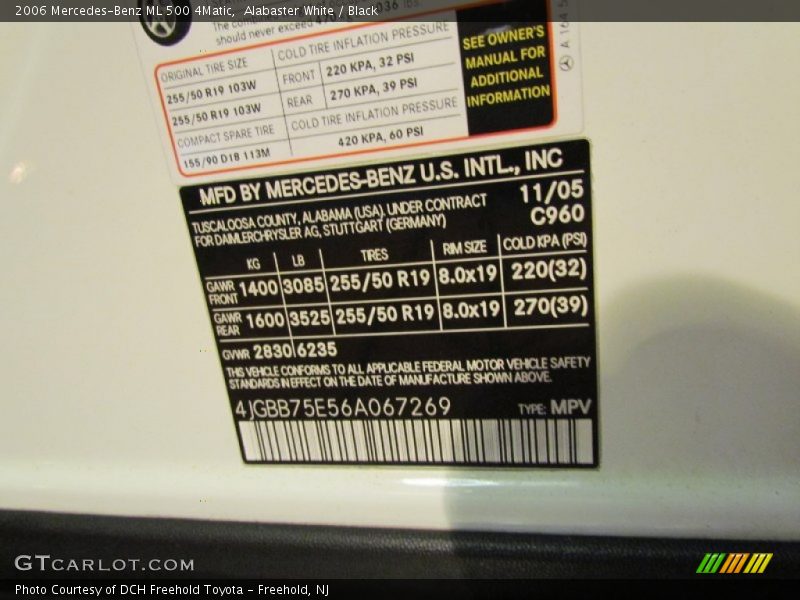 2006 Mercedes-Benz ML 500 4Matic, Alabaster White / Black
should never exceed
ORIGINAL TIRE SIZE COLD TIRE INFLATION PRESSURE
255/50 R19 103W FRONT 220 KPA, 32 PSI
255/50 R19 103W REAR 270 KPA, 39 PSI
COMPACT SPARE TIRE COLD TIRE INFLATION PRESSURE
155/90 D18 113M 420 KPA, 60 PSI
SEE OWNER'S
MANUAL FOR
ADDITIONAL
INFORMATION
MFD BY MERCEDES-BENZ U.S. INTL., INC
TUSCALOOSA COUNTY, ALABAMA (USA), UNDER CONTRACT 11/05
FOR DAIMLERCHRYSLER AG, STUTTGART (GERMANY) C960
KG LB TIRES RIM SIZE COLD KPA (PSI)
GAWR FRONT 1400 3085 255/50 R19 8.0x19 220(32)
GAWR REAR 1600 3525 255/50 R19 8.0x19 270(39)
GVWR 2830 6235
THIS VEHICLE CONFORMS TO ALL APPLICABLE FEDERAL MOTOR VEHICLE SAFETY
STANDARDS IN EFFECT ON THE DATE OF MANUFACTURE SHOWN ABOVE.
4JGBB75E56A067269 TYPE: MPV
GTCARLOT.COM
Photo Courtesy of DCH Freehold Toyota - Freehold, NJ